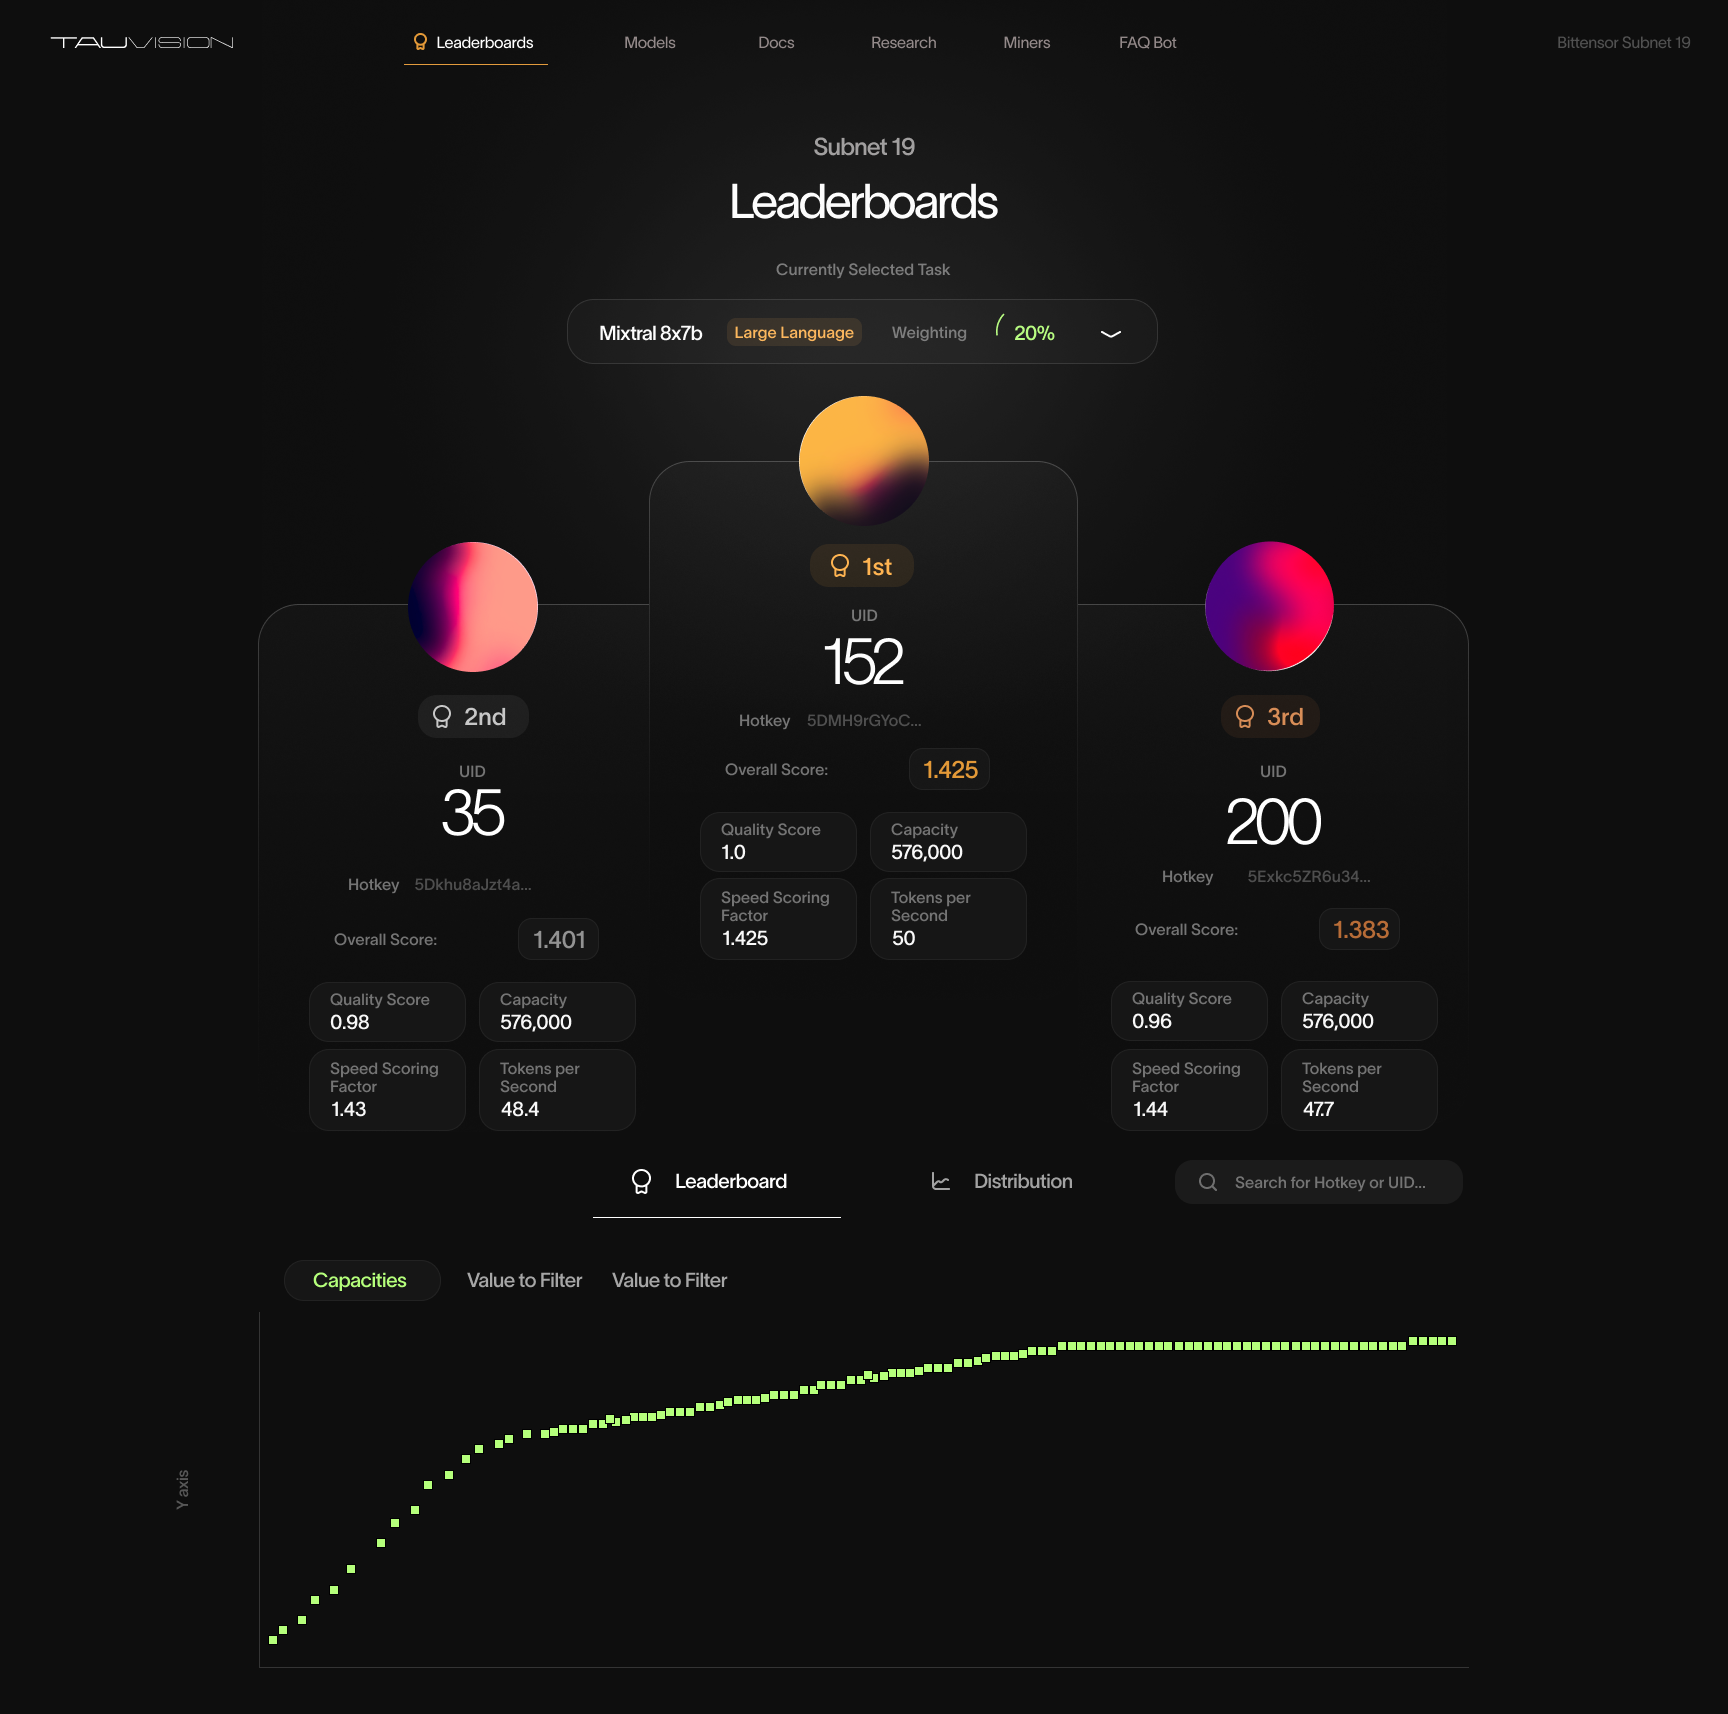 TAUVISION
Leaderboards
Models
Docs
Research
Miners
FAQ Bot
Bittensor Subnet 19
Subnet 19
Leaderboards
Currently Selected Task
Mixtral 8x7b
Large Language
Weighting
20%
1st
UID
152
Hotkey
5DMH9rGYoC...
Overall Score:
1.425
Quality Score
1.0
Capacity
576,000
Speed Scoring
Factor
1.425
Tokens per
Second
50
2nd
UID
35
Hotkey
5Dkhu8aJzt4a...
Overall Score:
1.401
Quality Score
0.98
Capacity
576,000
Speed Scoring
Factor
1.43
Tokens per
Second
48.4
3rd
UID
200
Hotkey
5Exkc5ZR6u34...
Overall Score:
1.383
Quality Score
0.96
Capacity
576,000
Speed Scoring
Factor
1.44
Tokens per
Second
47.7
Leaderboard
Distribution
Search for Hotkey or UID...
Capacities
Value to Filter
Value to Filter
Y axis